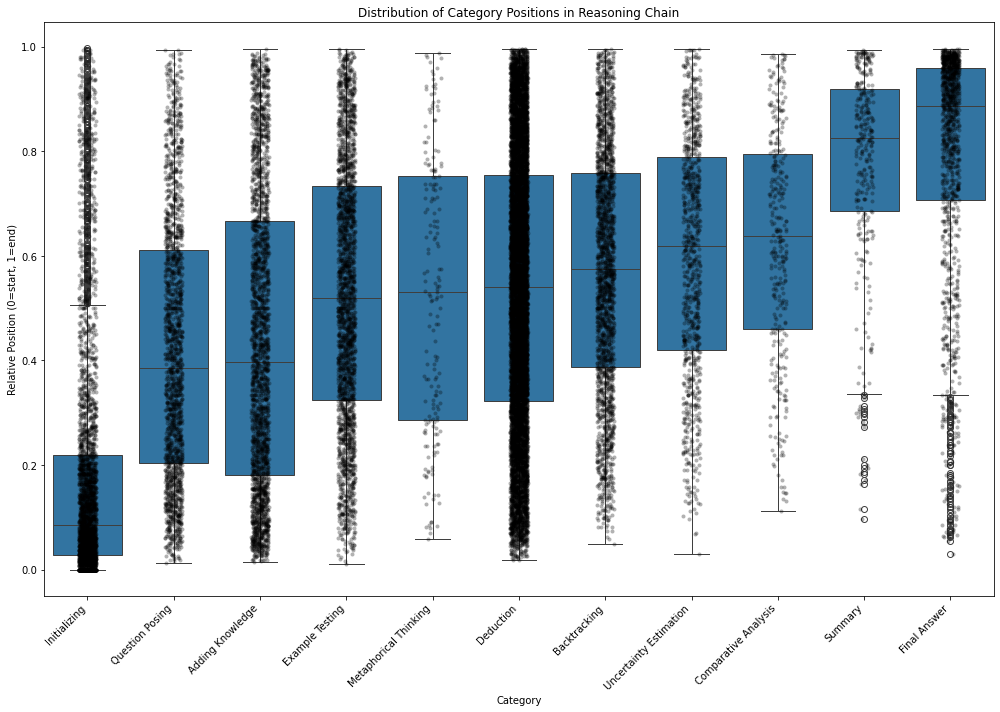 Distribution of Category Positions in Reasoning Chain
Relative Position (0=start, 1=end)
1.0
0.8
0.6
0.4
0.2
0.0
Initializing
Question Posing
Adding Knowledge
Example Testing
Metaphorical Thinking
Deduction
Backtracking
Uncertainty Estimation
Comparative Analysis
Summary
Final Answer
Category